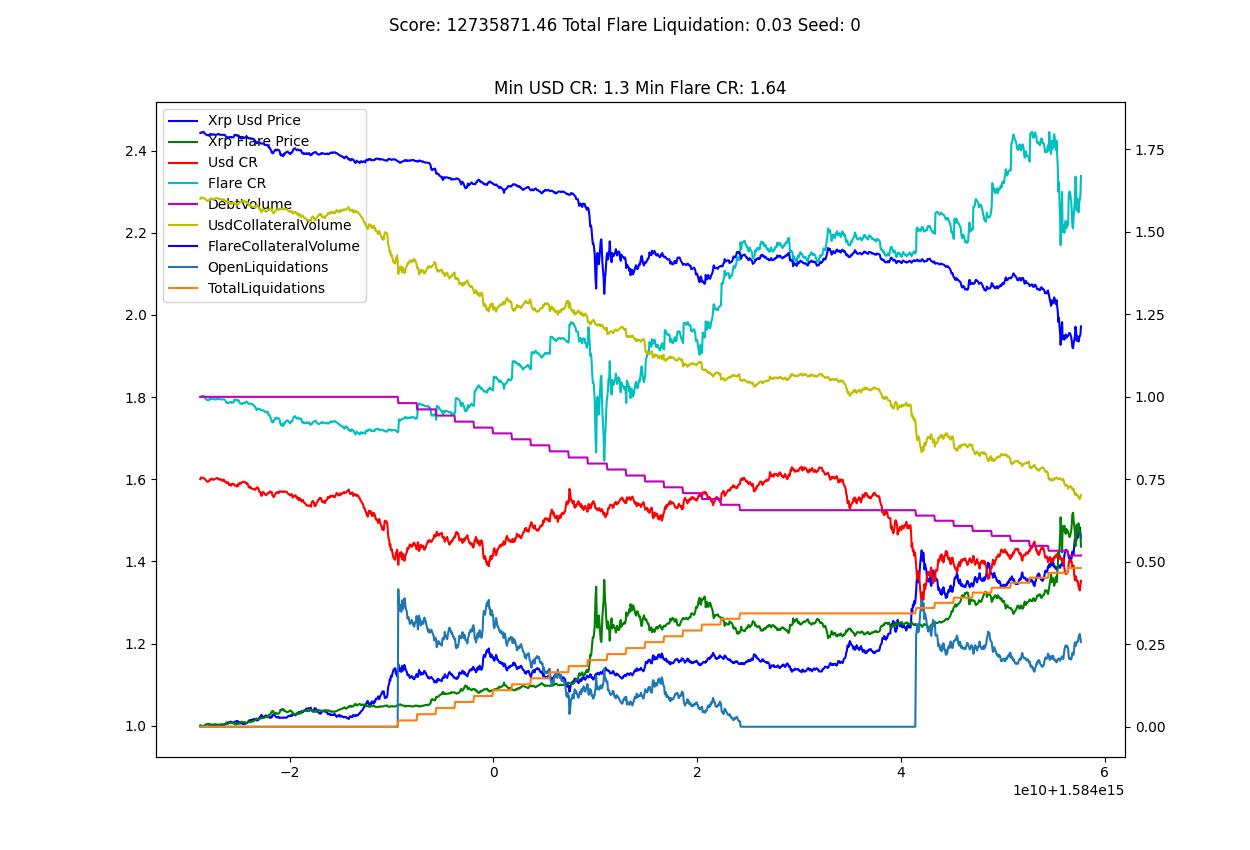 Score: 12735871.46 Total Flare Liquidation: 0.03 Seed: 0
Min USD CR: 1.3 Min Flare CR: 1.64
Xrp Usd Price
Xrp Flare Price
Usd CR
Flare CR
DebtVolume
UsdCollateralVolume
FlareCollateralVolume
OpenLiquidations
TotalLiquidations
2.4
2.2
2.0
1.8
1.6
1.4
1.2
1.0
1.75
1.50
1.25
1.00
0.75
0.50
0.25
0.00
−2 0 2 4 6
1e10+1.584e15